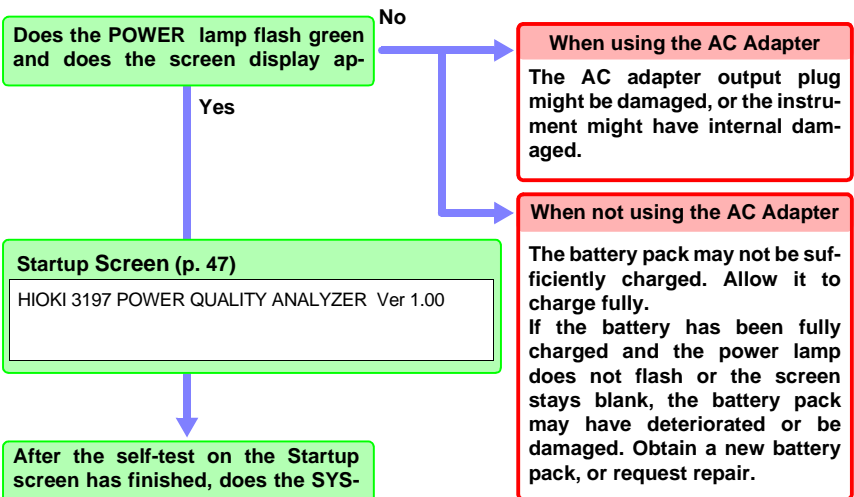 Does the POWER lamp flash green
and does the screen display ap-
No
Yes
When using the AC Adapter
The AC adapter output plug
might be damaged, or the instru-
ment might have internal dam-
aged.
When not using the AC Adapter
The battery pack may not be suf-
ficiently charged. Allow it to
charge fully.
If the battery has been fully
charged and the power lamp
does not flash or the screen
stays blank, the battery pack
may have deteriorated or be
damaged. Obtain a new battery
pack, or request repair.
Startup Screen (p. 47)
HIOKI 3197 POWER QUALITY ANALYZER Ver 1.00
After the self-test on the Startup
screen has finished, does the SYS-